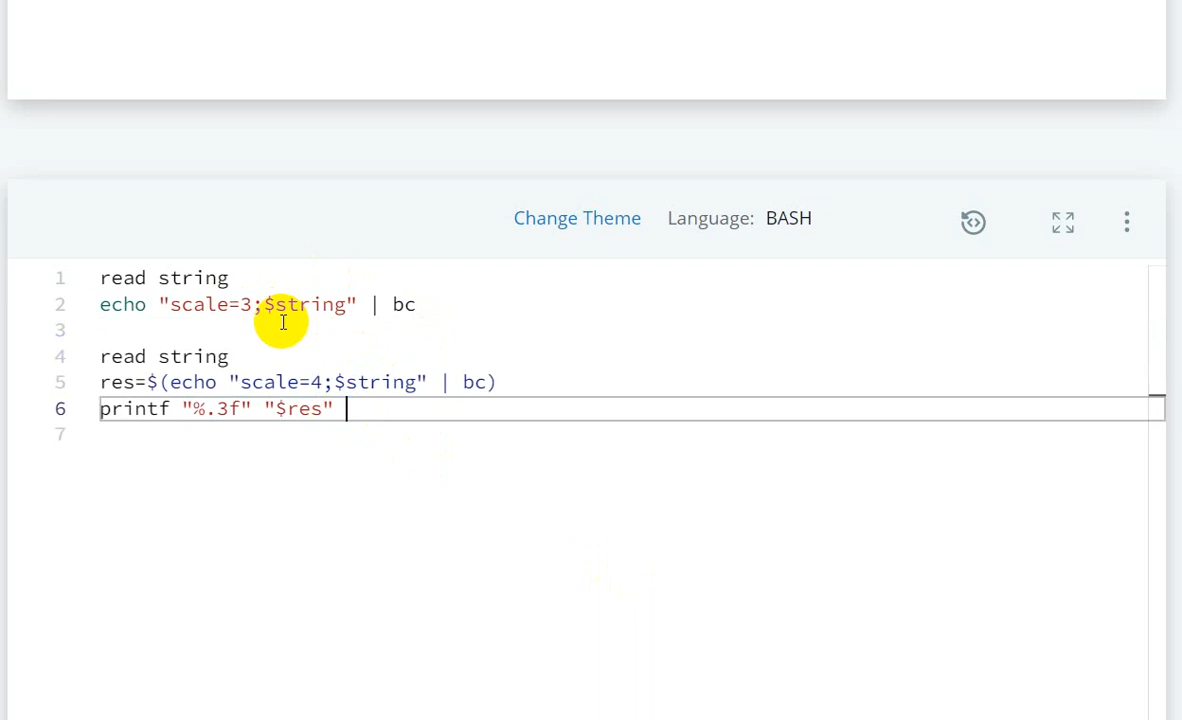 Change Theme Language: BASH
1 read string
2 echo "scale=3;$string" | bc
3
4 read string
5 res=$(echo "scale=4;$string" | bc)
6 printf "%.3f" "$res"
7